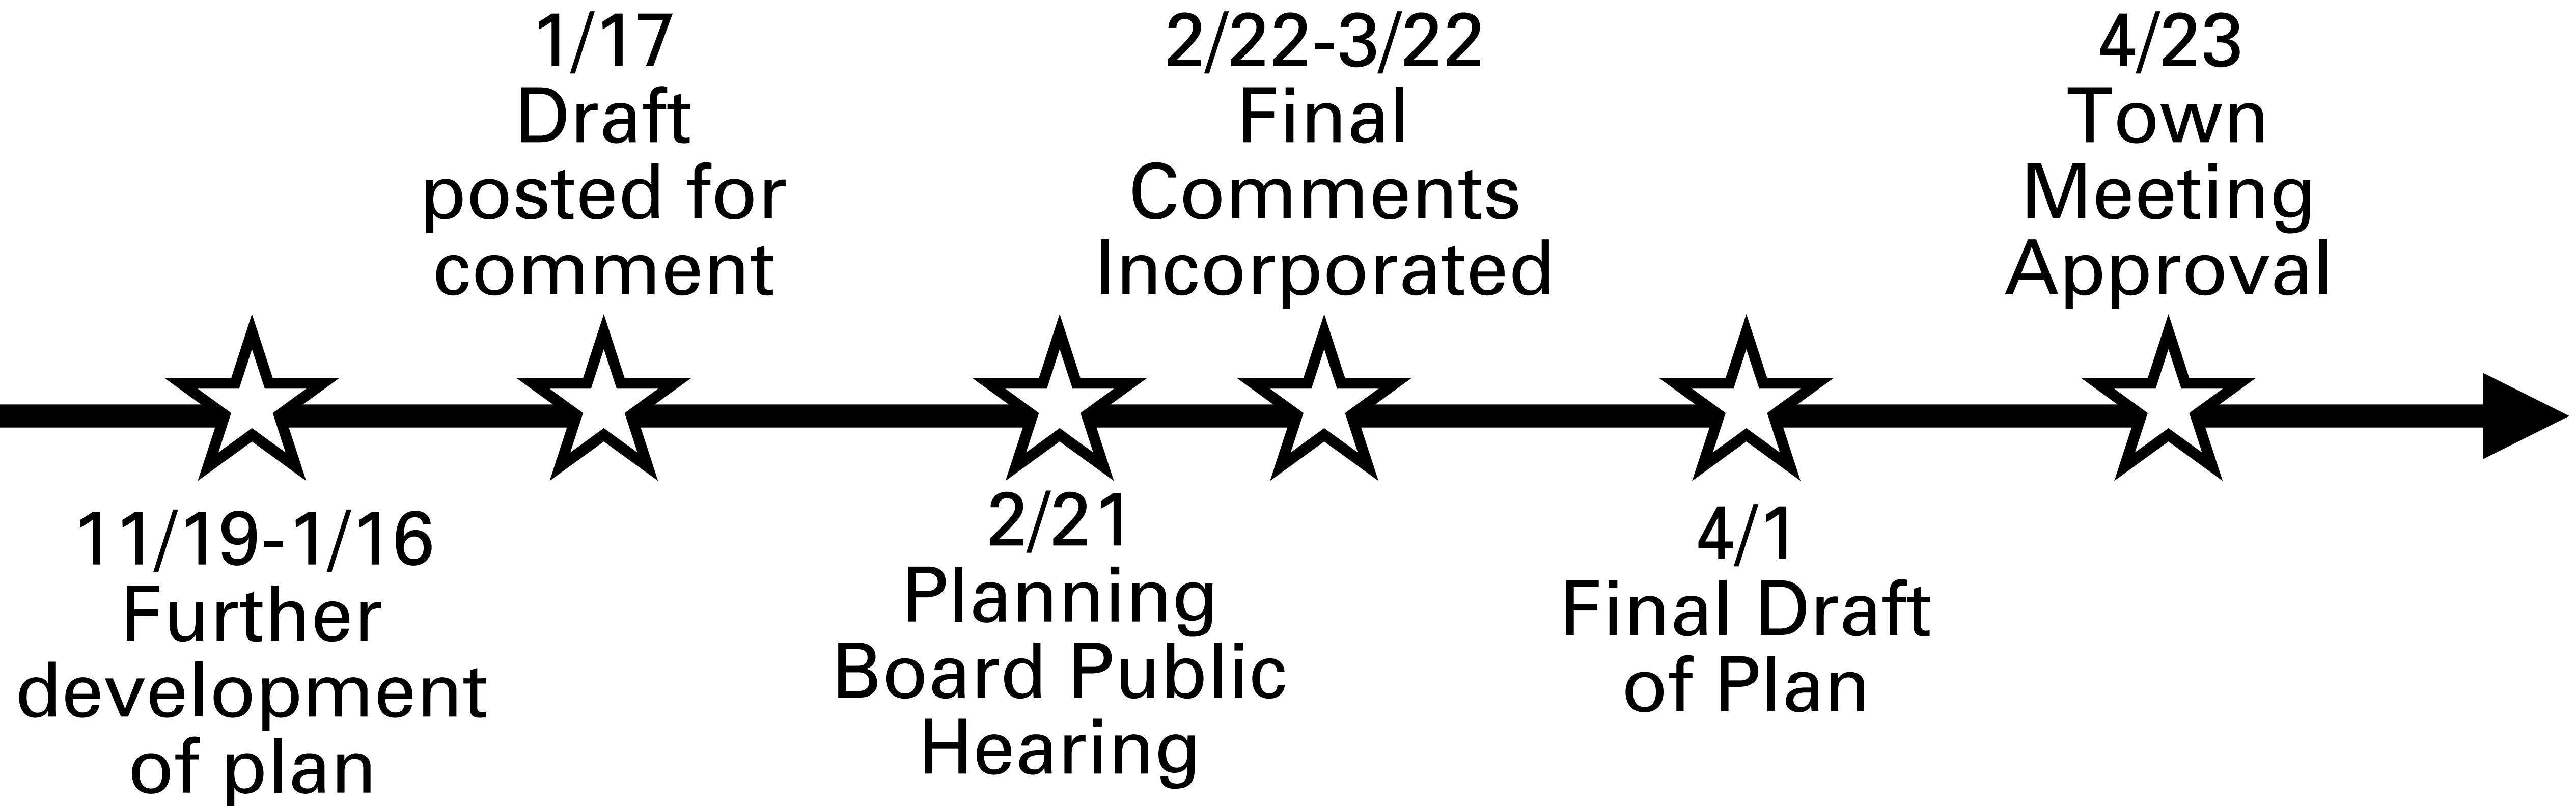 11/19-1/16
Further
development
of plan
1/17
Draft
posted for
comment
2/21
Planning
Board Public
Hearing
2/22-3/22
Final
Comments
Incorporated
4/1
Final Draft
of Plan
4/23
Town
Meeting
Approval